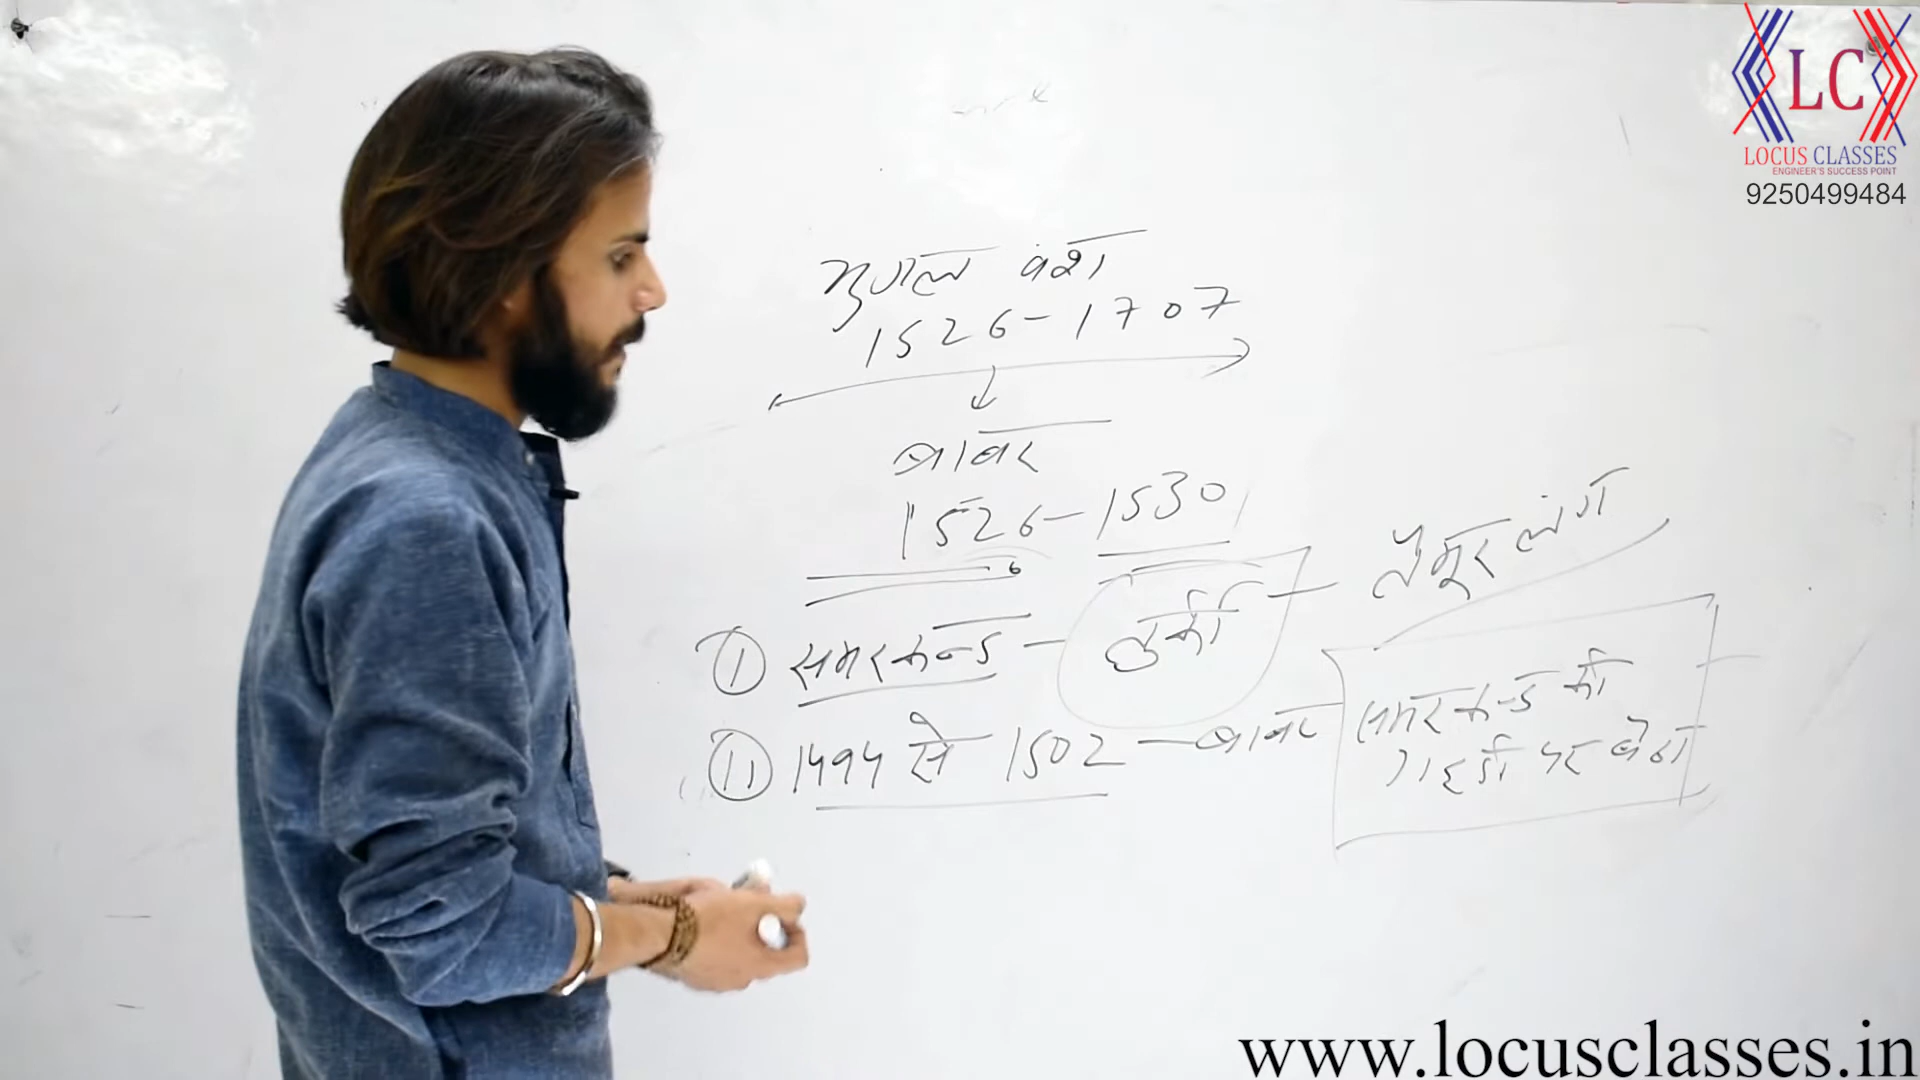 LC
LOCUS CLASSES
ENGINEER'S SUCCESS POINT
9250499484
मुगल वंश
1526-1707
बाबर
1526-1530
① समरकन्ड - तुर्की - तैमूर लंग
⑪ 1494 से 1502 - बाबर समरकन्ड की
गद्दी पर बैठा
www.locusclasses.in